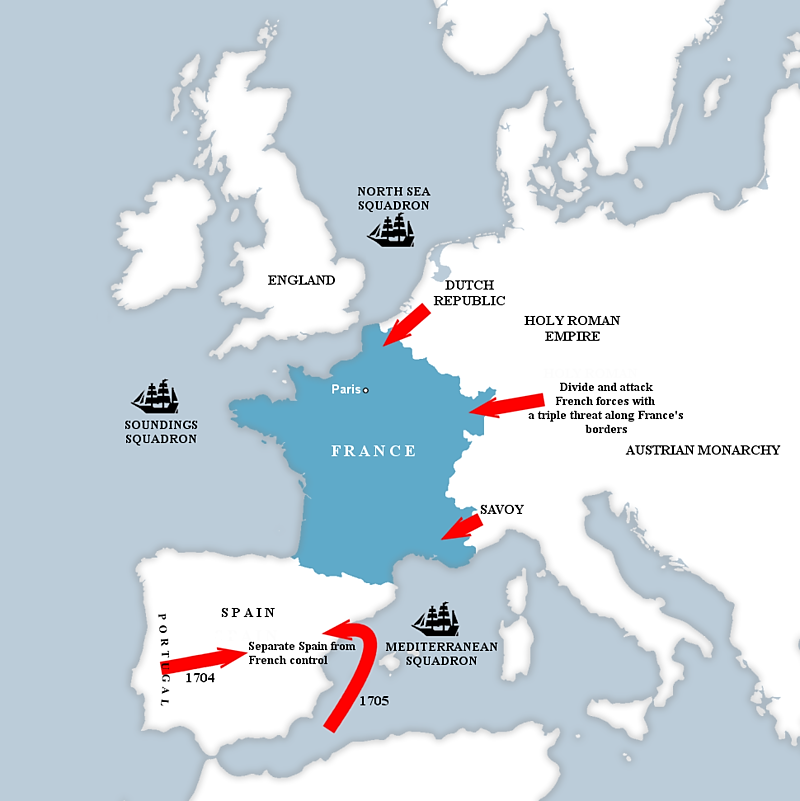 NORTH SEA
SQUADRON
ENGLAND
DUTCH
REPUBLIC
HOLY ROMAN
EMPIRE
Paris
Divide and attack
French forces with
a triple threat along France's
borders
SOUNDINGS
SQUADRON
FRANCE
AUSTRIAN MONARCHY
SAVOY
SPAIN
PORTUGAL
Separate Spain from
French control
1704
MEDITERRANEAN
SQUADRON
1705